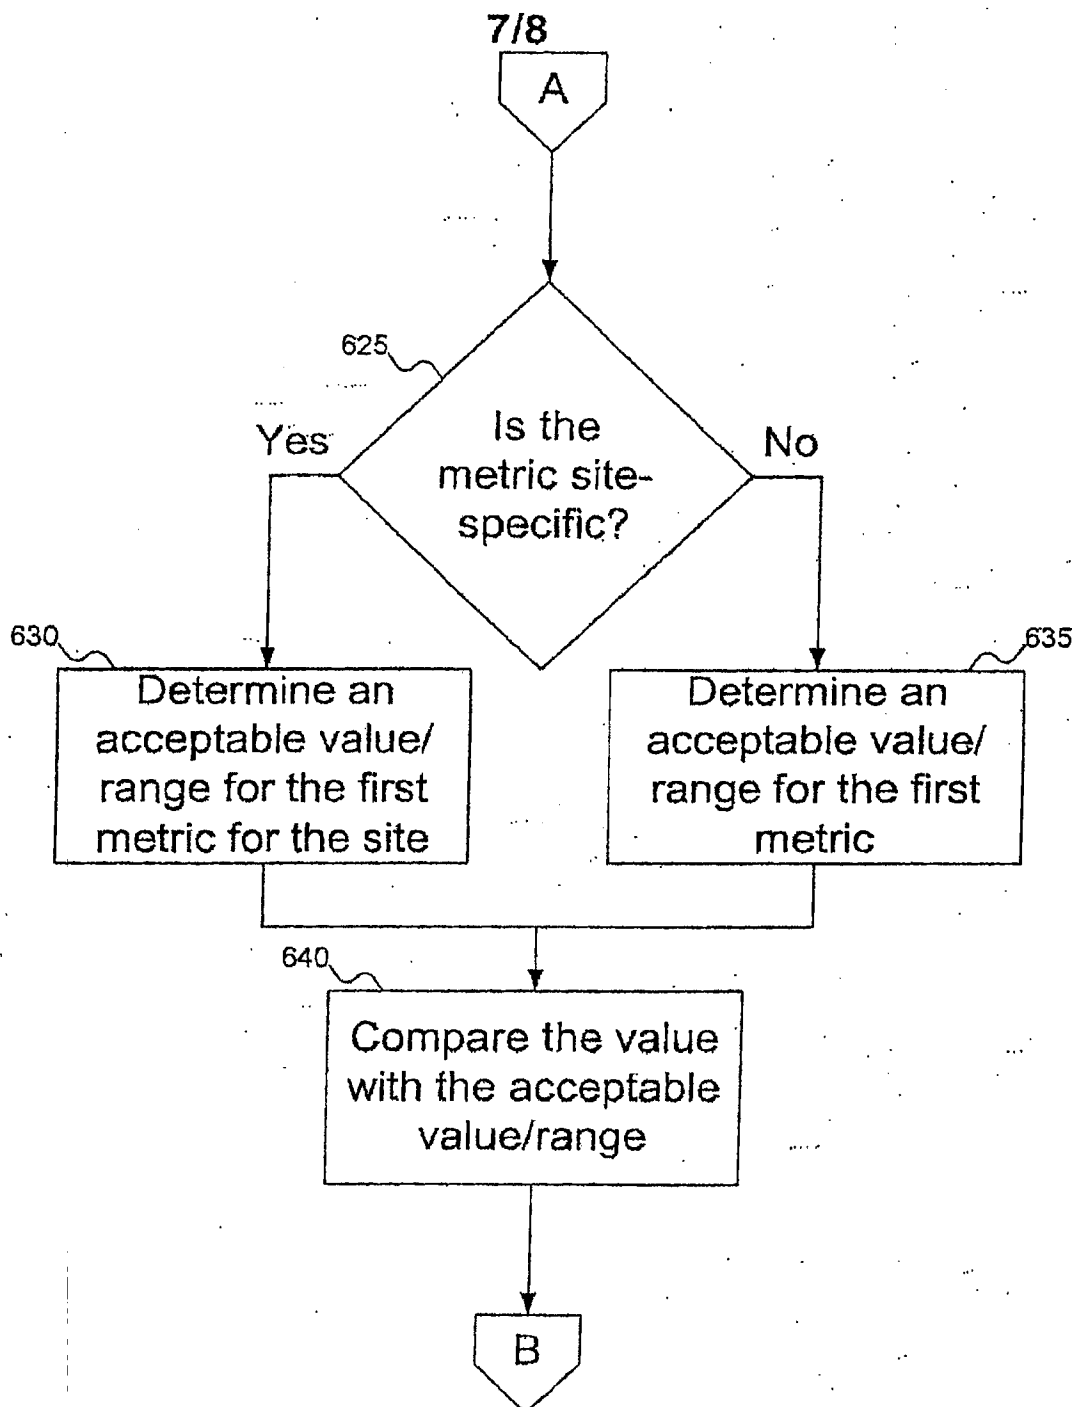 7/8
A
625
Is the
metric site-
specific?
Yes
No
630
Determine an
acceptable value/
range for the first
metric for the site
635
Determine an
acceptable value/
range for the first
metric
640
Compare the value
with the acceptable
value/range
B